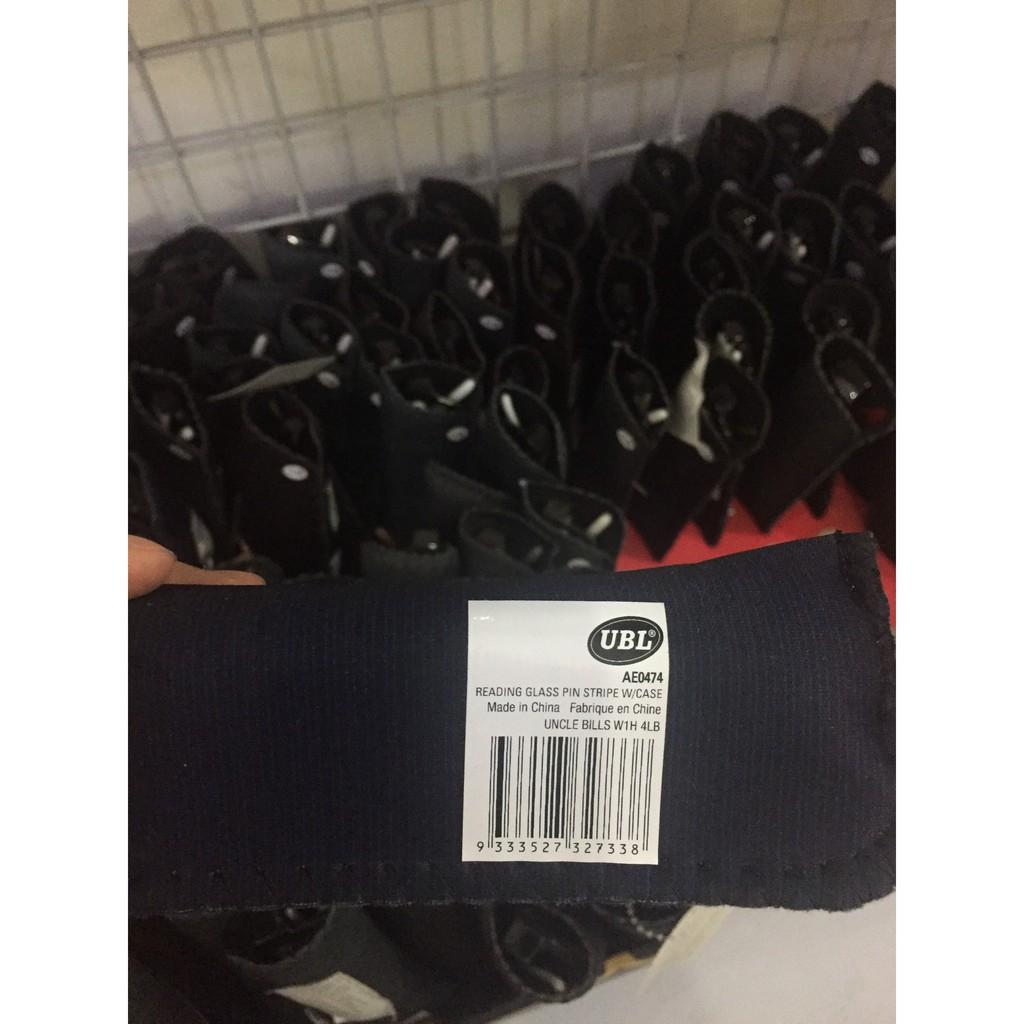 UBL®
AE0474
READING GLASS PIN STRIPE W/CASE
Made in China Fabrique en Chine
UNCLE BILLS W1H 4LB
9 333527 327338